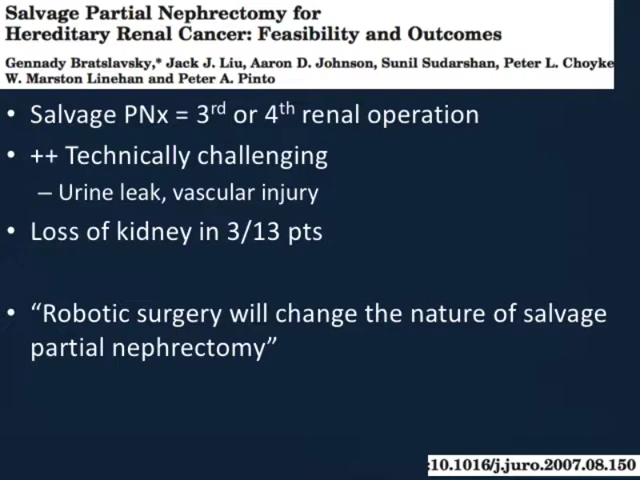 Salvage Partial Nephrectomy for
Hereditary Renal Cancer: Feasibility and Outcomes
Gennady Bratslavsky,* Jack J. Liu, Aaron D. Johnson, Sunil Sudarshan, Peter L. Choyke
W. Marston Linehan and Peter A. Pinto
• Salvage PNx = 3rd or 4th renal operation
• ++ Technically challenging
– Urine leak, vascular injury
• Loss of kidney in 3/13 pts
• “Robotic surgery will change the nature of salvage
partial nephrectomy”
:10.1016/j.juro.2007.08.150